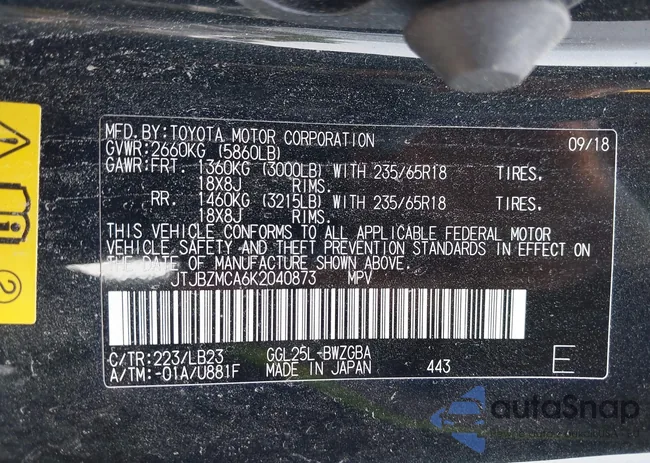 MFD.BY:TOYOTA MOTOR CORPORATION 09/18
GVWR:2660KG (5860LB)
GAWR:FRT. 1360KG (3000LB) WITH 235/65R18 TIRES.
18X8J RIMS.
RR. 1460KG (3215LB) WITH 235/65R18 TIRES.
18X8J RIMS.
THIS VEHICLE CONFORMS TO ALL APPLICABLE FEDERAL MOTOR
VEHICLE SAFETY AND THEFT PREVENTION STANDARDS IN EFFECT ON
THE DATE OF MANUFACTURE SHOWN ABOVE.
JTJBZMCA6K2040873 MPV
C/TR:223/LB23 GGL25L-BWZGBA
A/TM:-01A/U881F MADE IN JAPAN 443 E
2
autoSnap